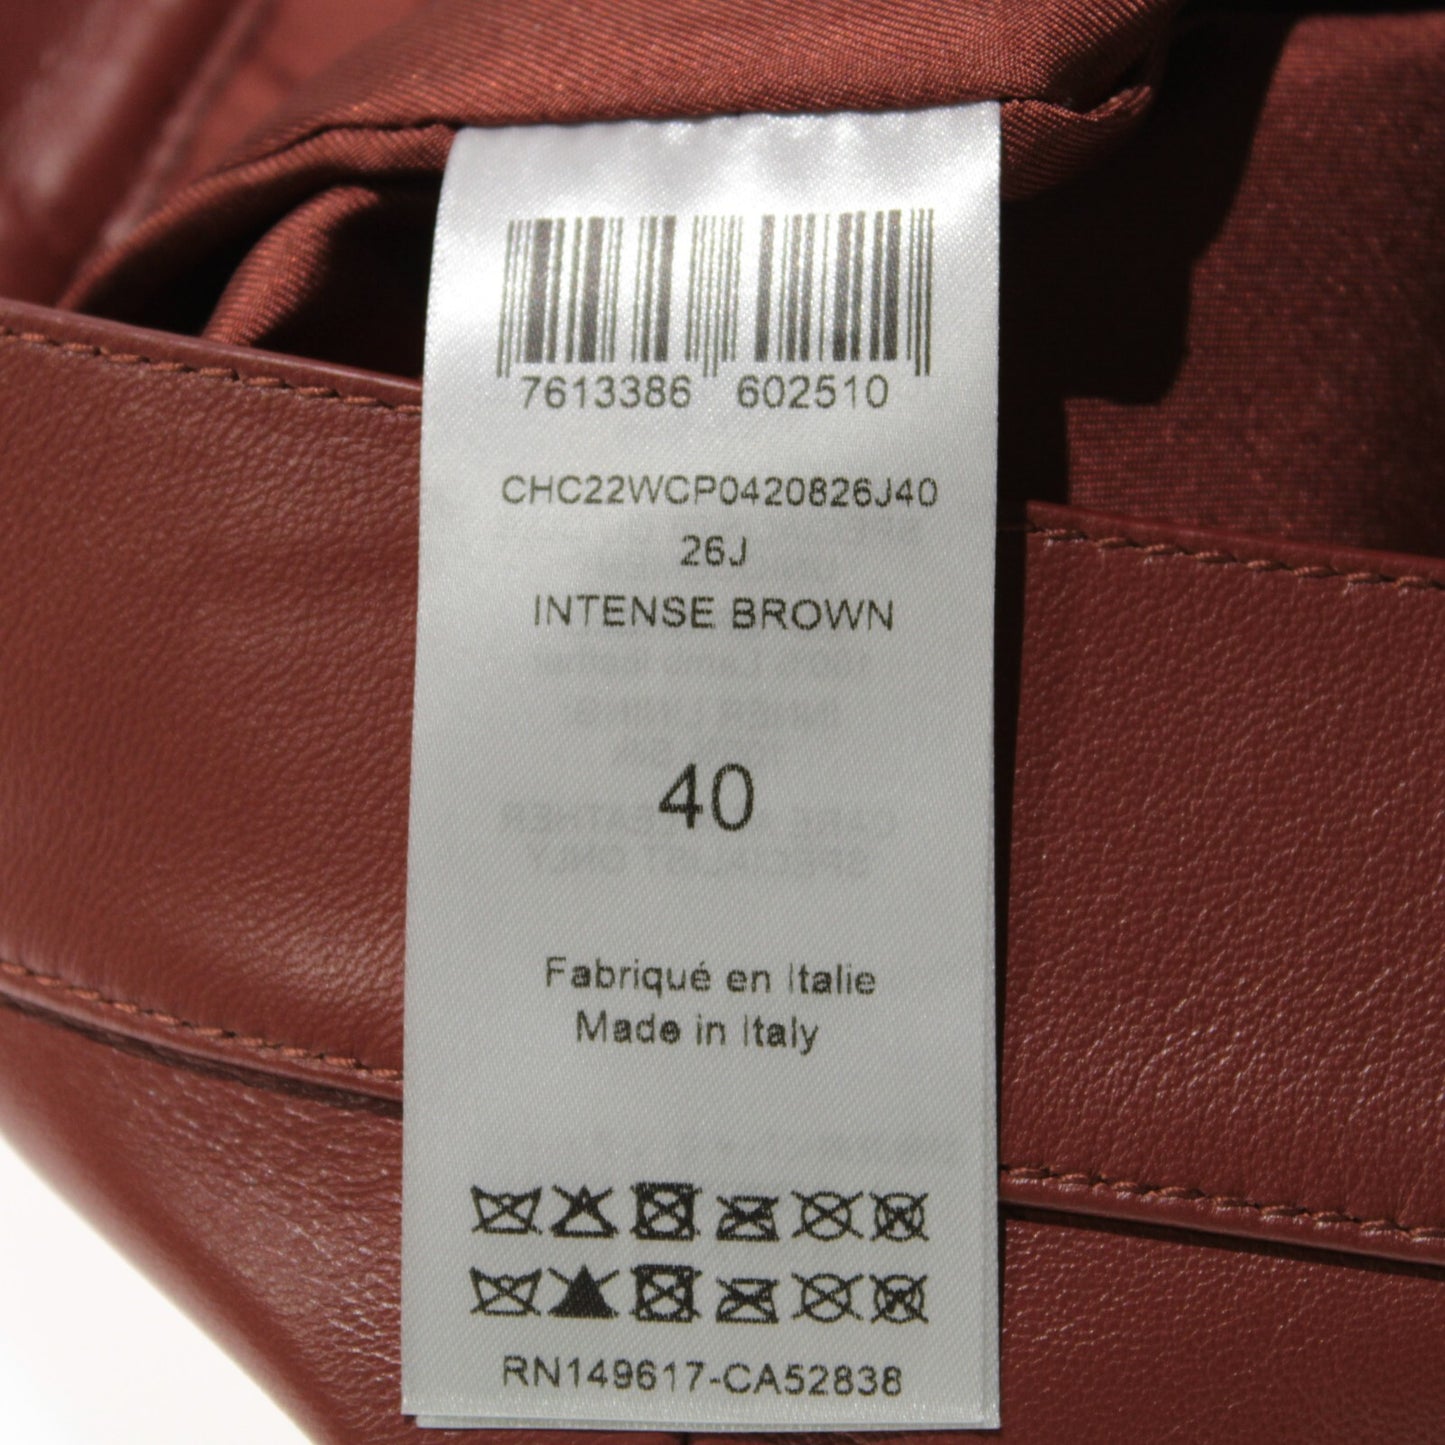 7613386 602510
CHC22WCP0420826J40
26J
INTENSE BROWN
40
Fabriqué en Italie
Made in Italy
RN149617-CA52838